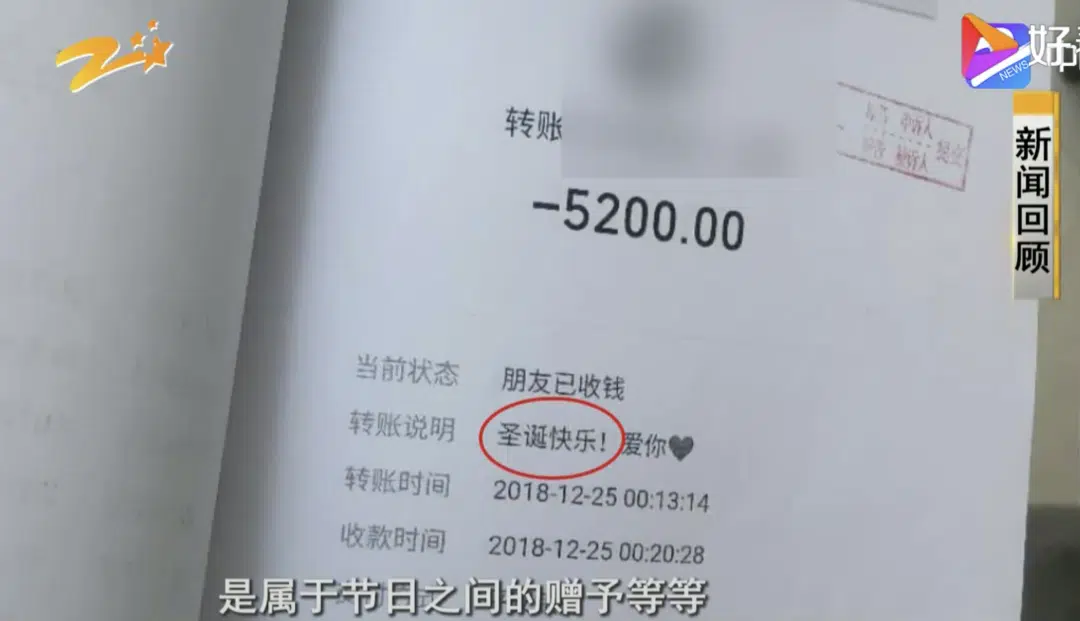 好看
NEWS
新闻回顾
转账
-5200.00
当前状态 朋友已收钱
转账说明 圣诞快乐！爱你🖤
转账时间 2018-12-25 00:13:14
收款时间 2018-12-25 00:20:28
是属于节日之间的赠予等等